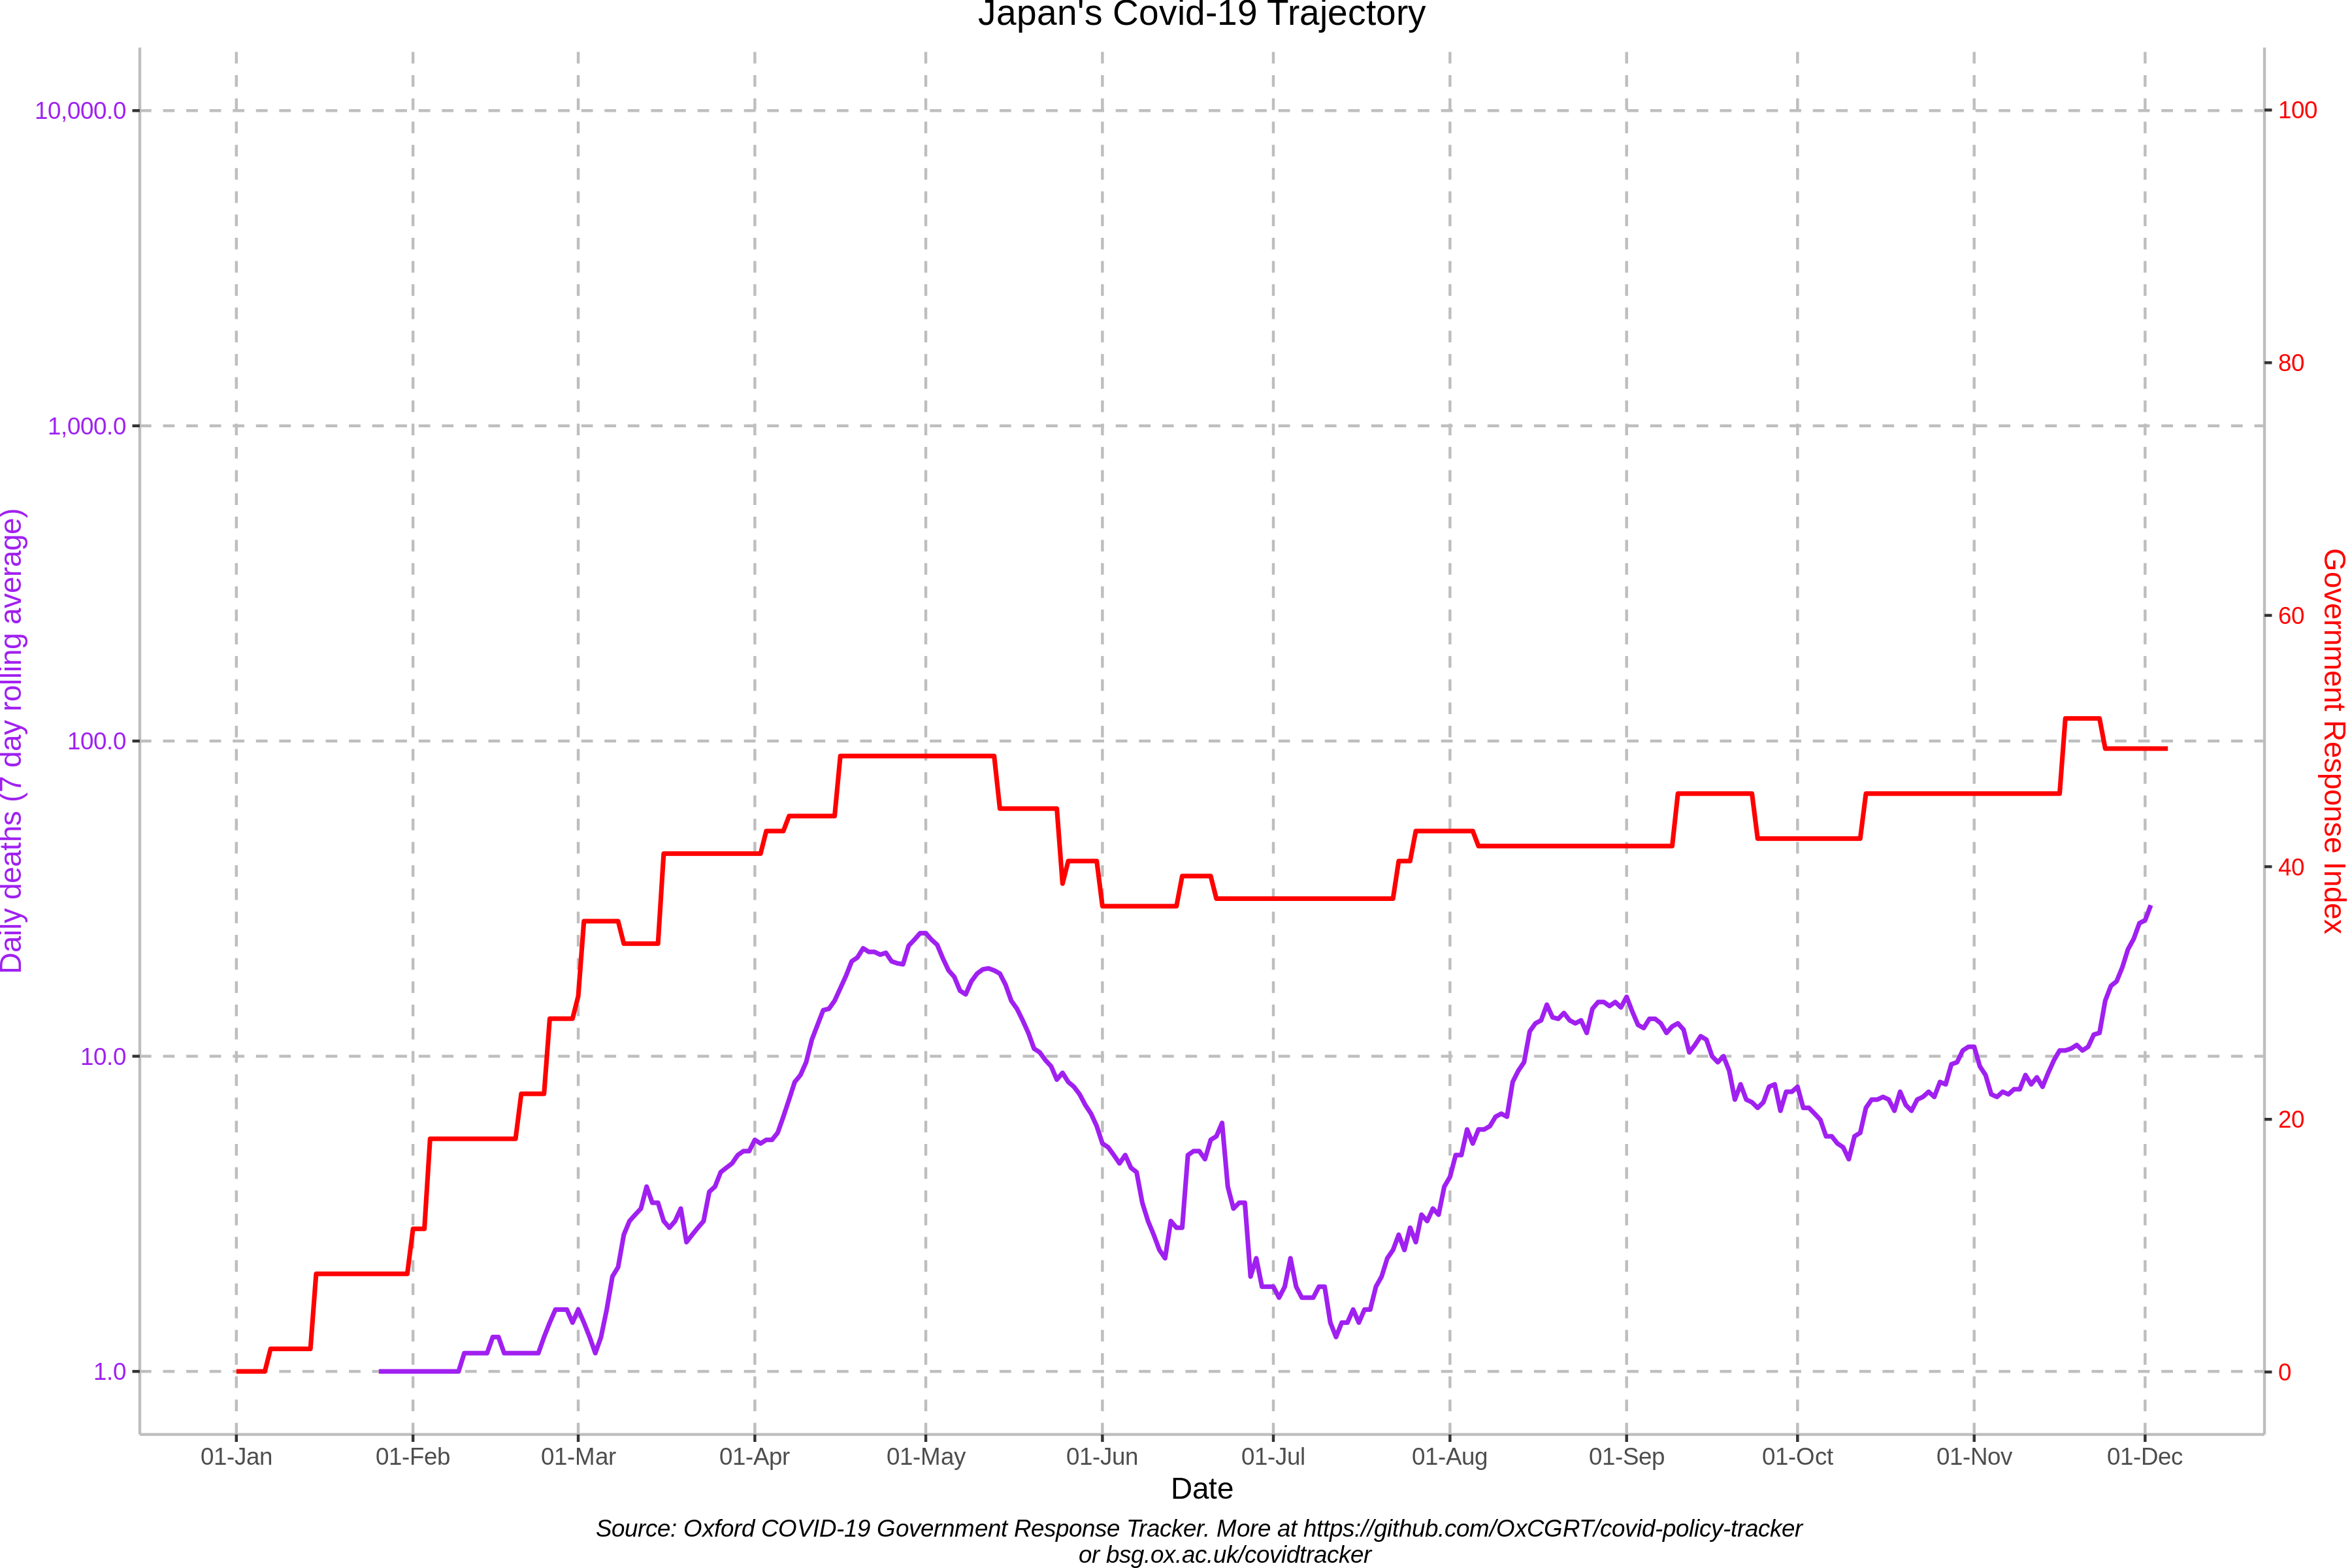 Japan's Covid-19 Trajectory
10,000.0
1,000.0
100.0
10.0
1.0
Daily deaths (7 day rolling average)
100
80
60
40
20
0
Government Response Index
01-Jan 01-Feb 01-Mar 01-Apr 01-May 01-Jun 01-Jul 01-Aug 01-Sep 01-Oct 01-Nov 01-Dec
Date
Source: Oxford COVID-19 Government Response Tracker. More at https://github.com/OxCGRT/covid-policy-tracker
or bsg.ox.ac.uk/covidtracker